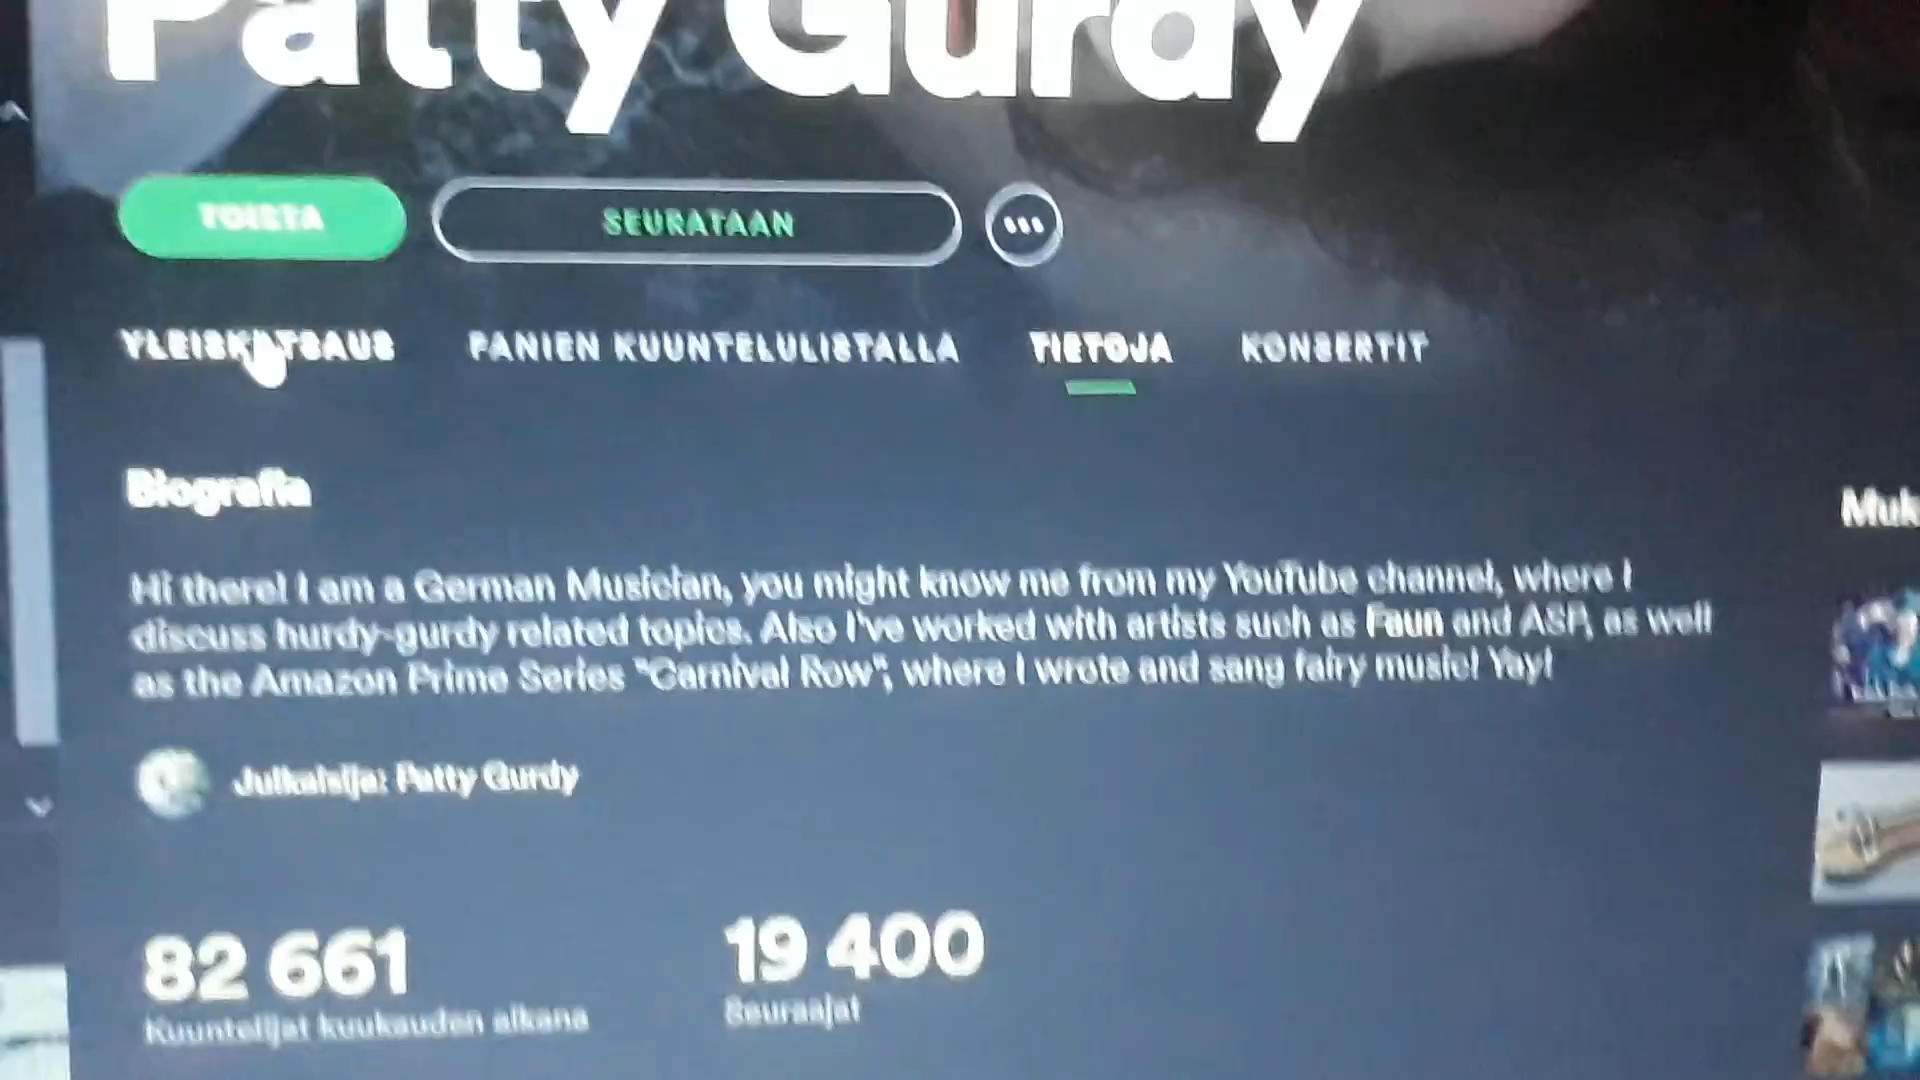 Patty Gurdy
TOISTA
SEURATAAN
YLEISKATSAUS
FANIEN KUUNTELULISTALLA
TIETOJA
KONSERTIT
Biografia
Muk
Hi there! I am a German Musician, you might know me from my YouTube channel, where I
discuss hurdy-gurdy related topics. Also I've worked with artists such as Faun and ASP, as well
as the Amazon Prime Series "Carnival Row", where I wrote and sang fairy music! Yay!
Julkaisija: Patty Gurdy
82 661
19 400
Kuuntelijat kuukauden aikana
Seuraajat